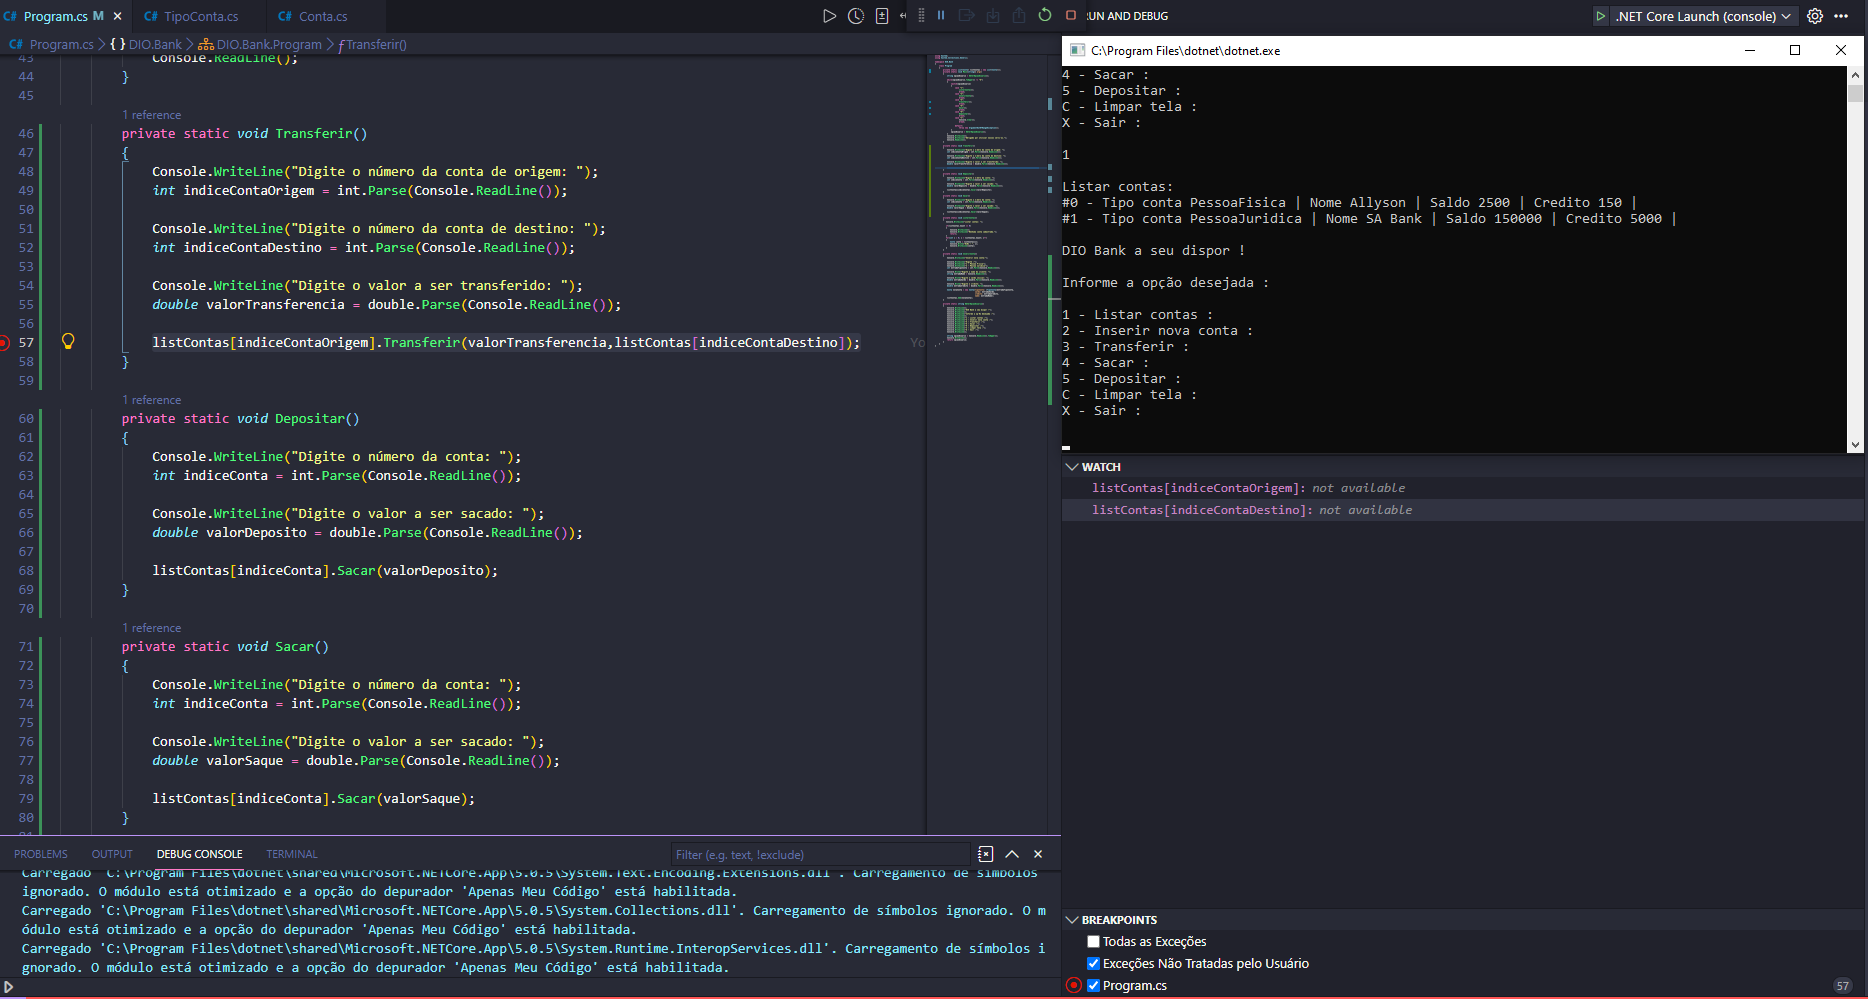 C# Program.cs M × C# TipoConta.cs C# Conta.cs
C# Program.cs > { } DIO.Bank > DIO.Bank.Program > Transferir()
43 Console.ReadLine();
44 }
45
1 reference
46 private static void Transferir()
47 {
48 Console.WriteLine("Digite o número da conta de origem: ");
49 int indiceContaOrigem = int.Parse(Console.ReadLine());
50
51 Console.WriteLine("Digite o número da conta de destino: ");
52 int indiceContaDestino = int.Parse(Console.ReadLine());
53
54 Console.WriteLine("Digite o valor a ser transferido: ");
55 double valorTransferencia = double.Parse(Console.ReadLine());
56
57 listContas[indiceContaOrigem].Transferir(valorTransferencia,listContas[indiceContaDestino]); Yo
58 }
59
1 reference
60 private static void Depositar()
61 {
62 Console.WriteLine("Digite o número da conta: ");
63 int indiceConta = int.Parse(Console.ReadLine());
64
65 Console.WriteLine("Digite o valor a ser sacado: ");
66 double valorDeposito = double.Parse(Console.ReadLine());
67
68 listContas[indiceConta].Sacar(valorDeposito);
69 }
70
1 reference
71 private static void Sacar()
72 {
73 Console.WriteLine("Digite o número da conta: ");
74 int indiceConta = int.Parse(Console.ReadLine());
75
76 Console.WriteLine("Digite o valor a ser sacado: ");
77 double valorSaque = double.Parse(Console.ReadLine());
78
79 listContas[indiceConta].Sacar(valorSaque);
80 }
81
PROBLEMS OUTPUT DEBUG CONSOLE TERMINAL Filter (e.g. text, !exclude)
Carregado 'C:\Program Files\dotnet\shared\Microsoft.NETCore.App\5.0.5\System.Text.Encoding.Extensions.dll'. Carregamento de símbolos
ignorado. O módulo está otimizado e a opção do depurador 'Apenas Meu Código' está habilitada.
Carregado 'C:\Program Files\dotnet\shared\Microsoft.NETCore.App\5.0.5\System.Collections.dll'. Carregamento de símbolos ignorado. O m
ódulo está otimizado e a opção do depurador 'Apenas Meu Código' está habilitada.
Carregado 'C:\Program Files\dotnet\shared\Microsoft.NETCore.App\5.0.5\System.Runtime.InteropServices.dll'. Carregamento de símbolos i
gnorado. O módulo está otimizado e a opção do depurador 'Apenas Meu Código' está habilitada.
RUN AND DEBUG .NET Core Launch (console)
C:\Program Files\dotnet\dotnet.exe
4 - Sacar :
5 - Depositar :
C - Limpar tela :
X - Sair :
1
Listar contas:
#0 - Tipo conta PessoaFisica | Nome Allyson | Saldo 2500 | Credito 150 |
#1 - Tipo conta PessoaJuridica | Nome SA Bank | Saldo 150000 | Credito 5000 |
DIO Bank a seu dispor !
Informe a opção desejada :
1 - Listar contas :
2 - Inserir nova conta :
3 - Transferir :
4 - Sacar :
5 - Depositar :
C - Limpar tela :
X - Sair :
WATCH
listContas[indiceContaOrigem]: not available
listContas[indiceContaDestino]: not available
BREAKPOINTS
Todas as Exceções
Exceções Não Tratadas pelo Usuário
Program.cs 57